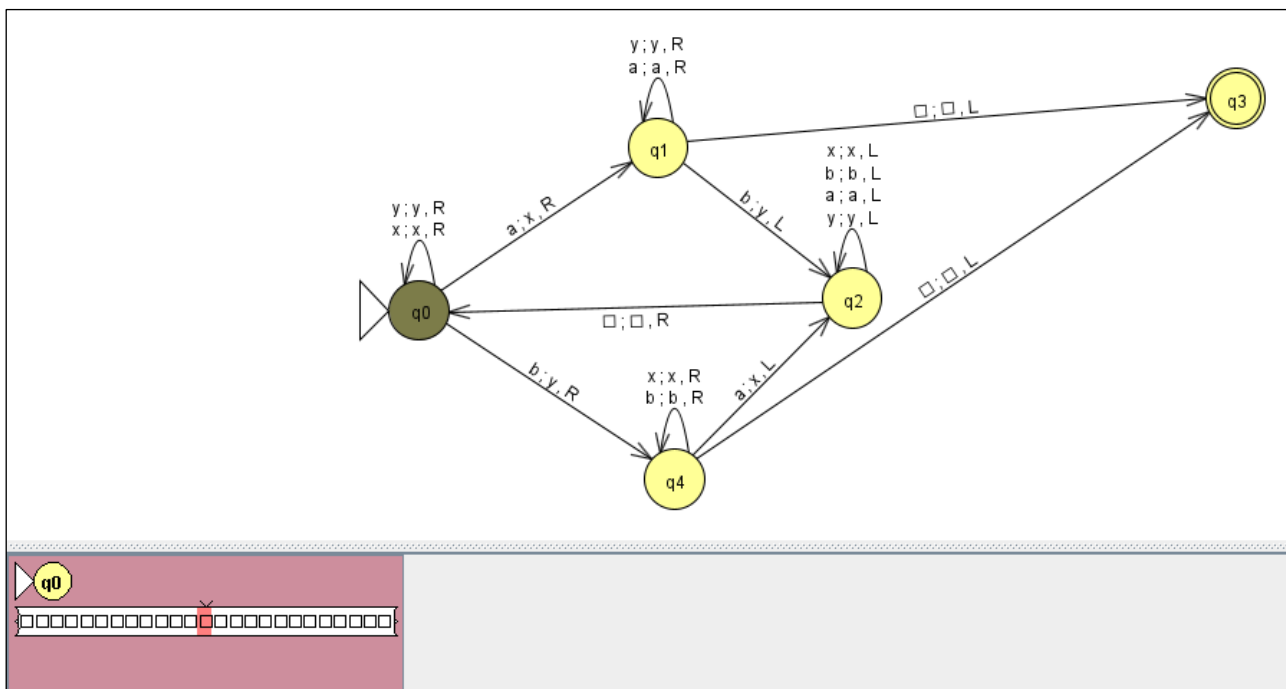 y ; y , R
a ; a , R
q3
□ ; □ , L
q1
x ; x , L
b ; b , L
a ; a , L
y ; y , L
y ; y , R
x ; x , R
a ; x , R
b ; y , L
□ ; □ , L
q2
q0
□ ; □ , R
b ; y , R
x ; x , R
b ; b , R
a ; x , L
q4
q0